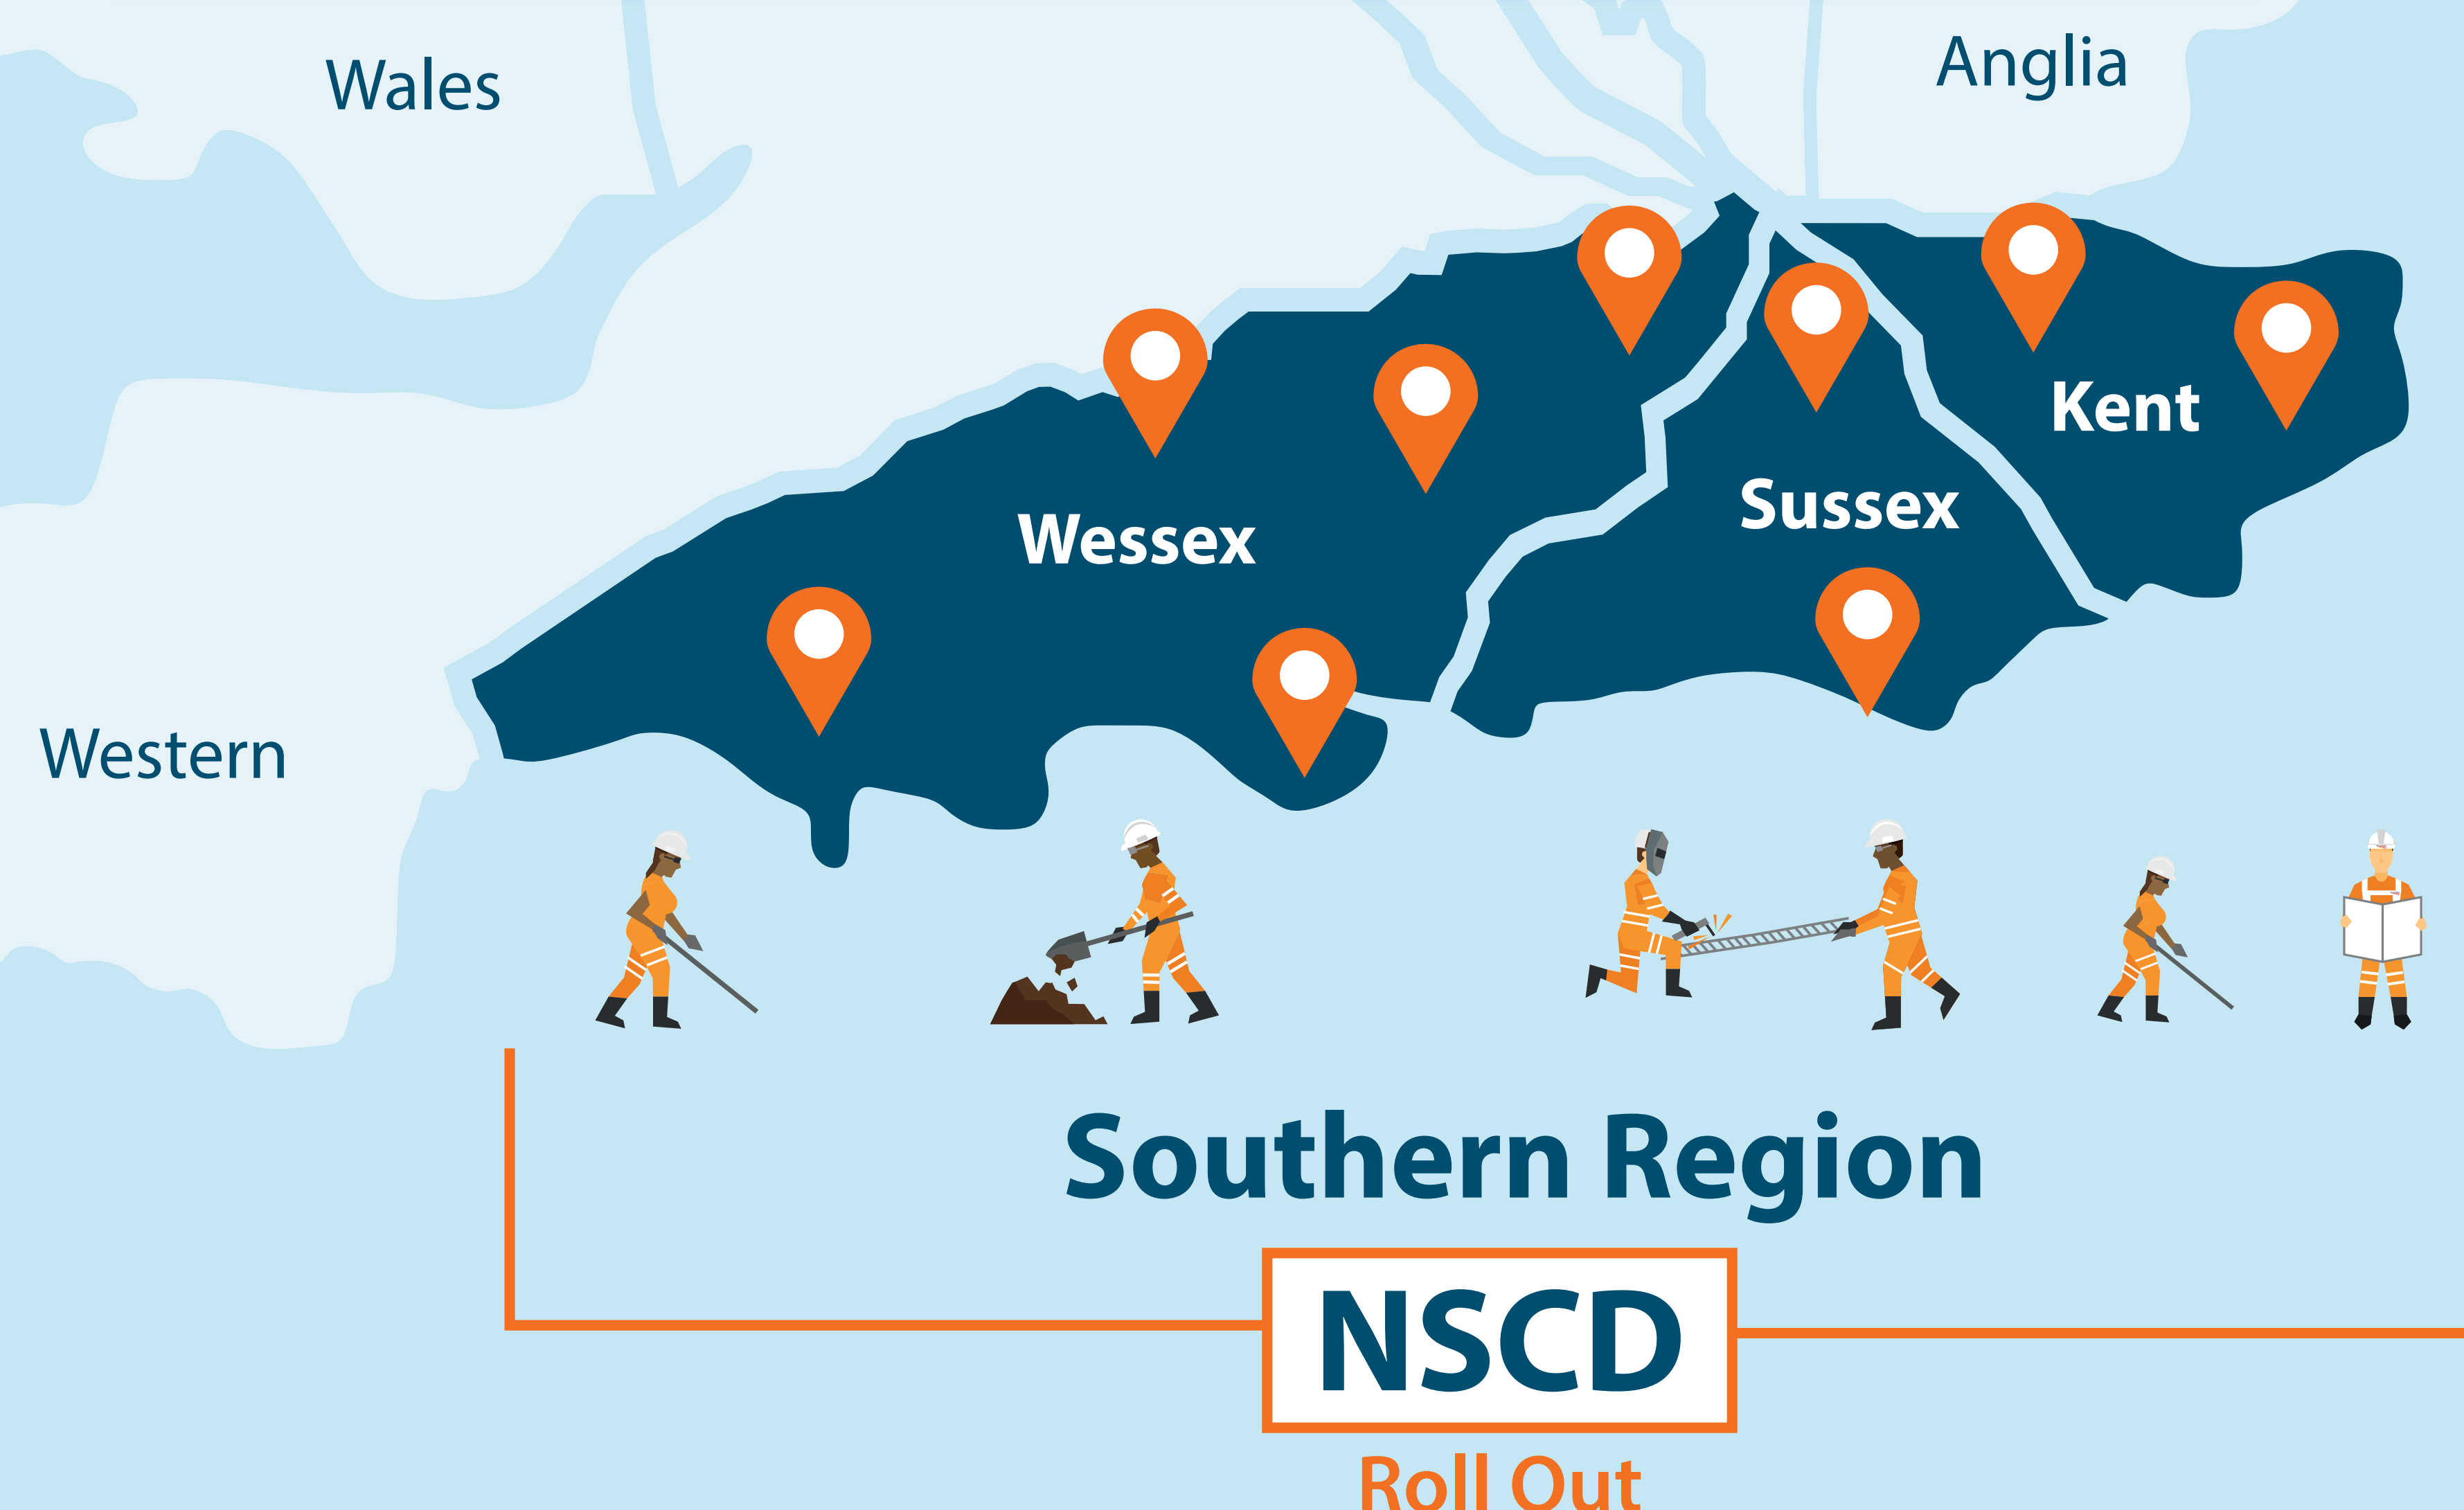 Wales
Anglia
Kent
Sussex
Wessex
Western
Southern Region
NSCD
Roll Out